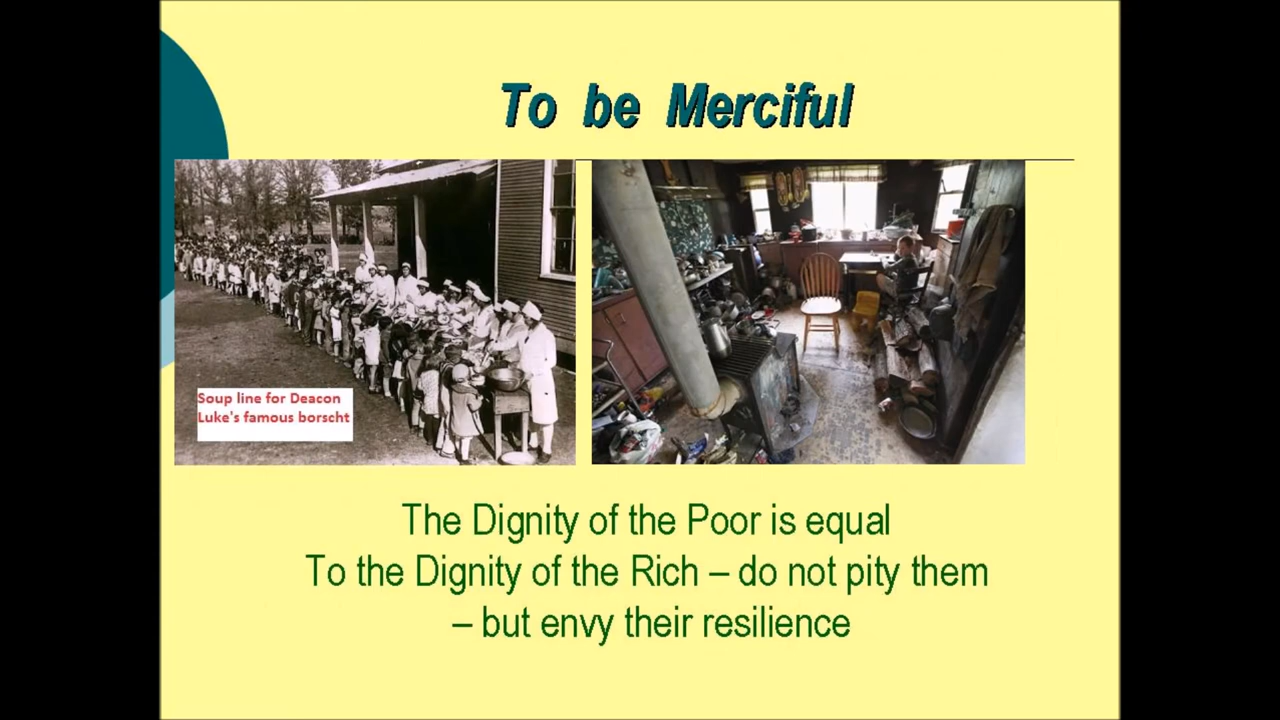 To be Merciful
Soup line for Deacon
Luke's famous borscht
The Dignity of the Poor is equal
To the Dignity of the Rich – do not pity them
– but envy their resilience